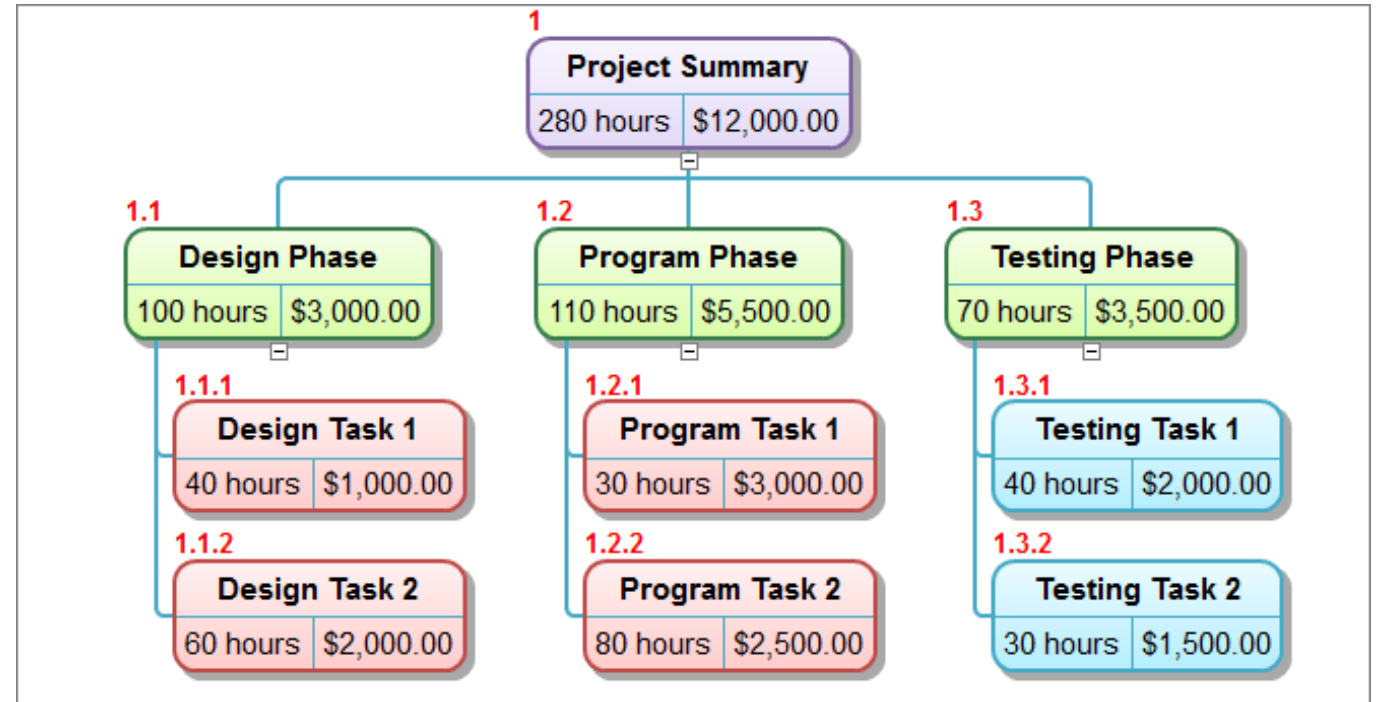 1
Project Summary
280 hours $12,000.00
1.1
Design Phase
100 hours $3,000.00
1.2
Program Phase
110 hours $5,500.00
1.3
Testing Phase
70 hours $3,500.00
1.1.1
Design Task 1
40 hours $1,000.00
1.1.2
Design Task 2
60 hours $2,000.00
1.2.1
Program Task 1
30 hours $3,000.00
1.2.2
Program Task 2
80 hours $2,500.00
1.3.1
Testing Task 1
40 hours $2,000.00
1.3.2
Testing Task 2
30 hours $1,500.00